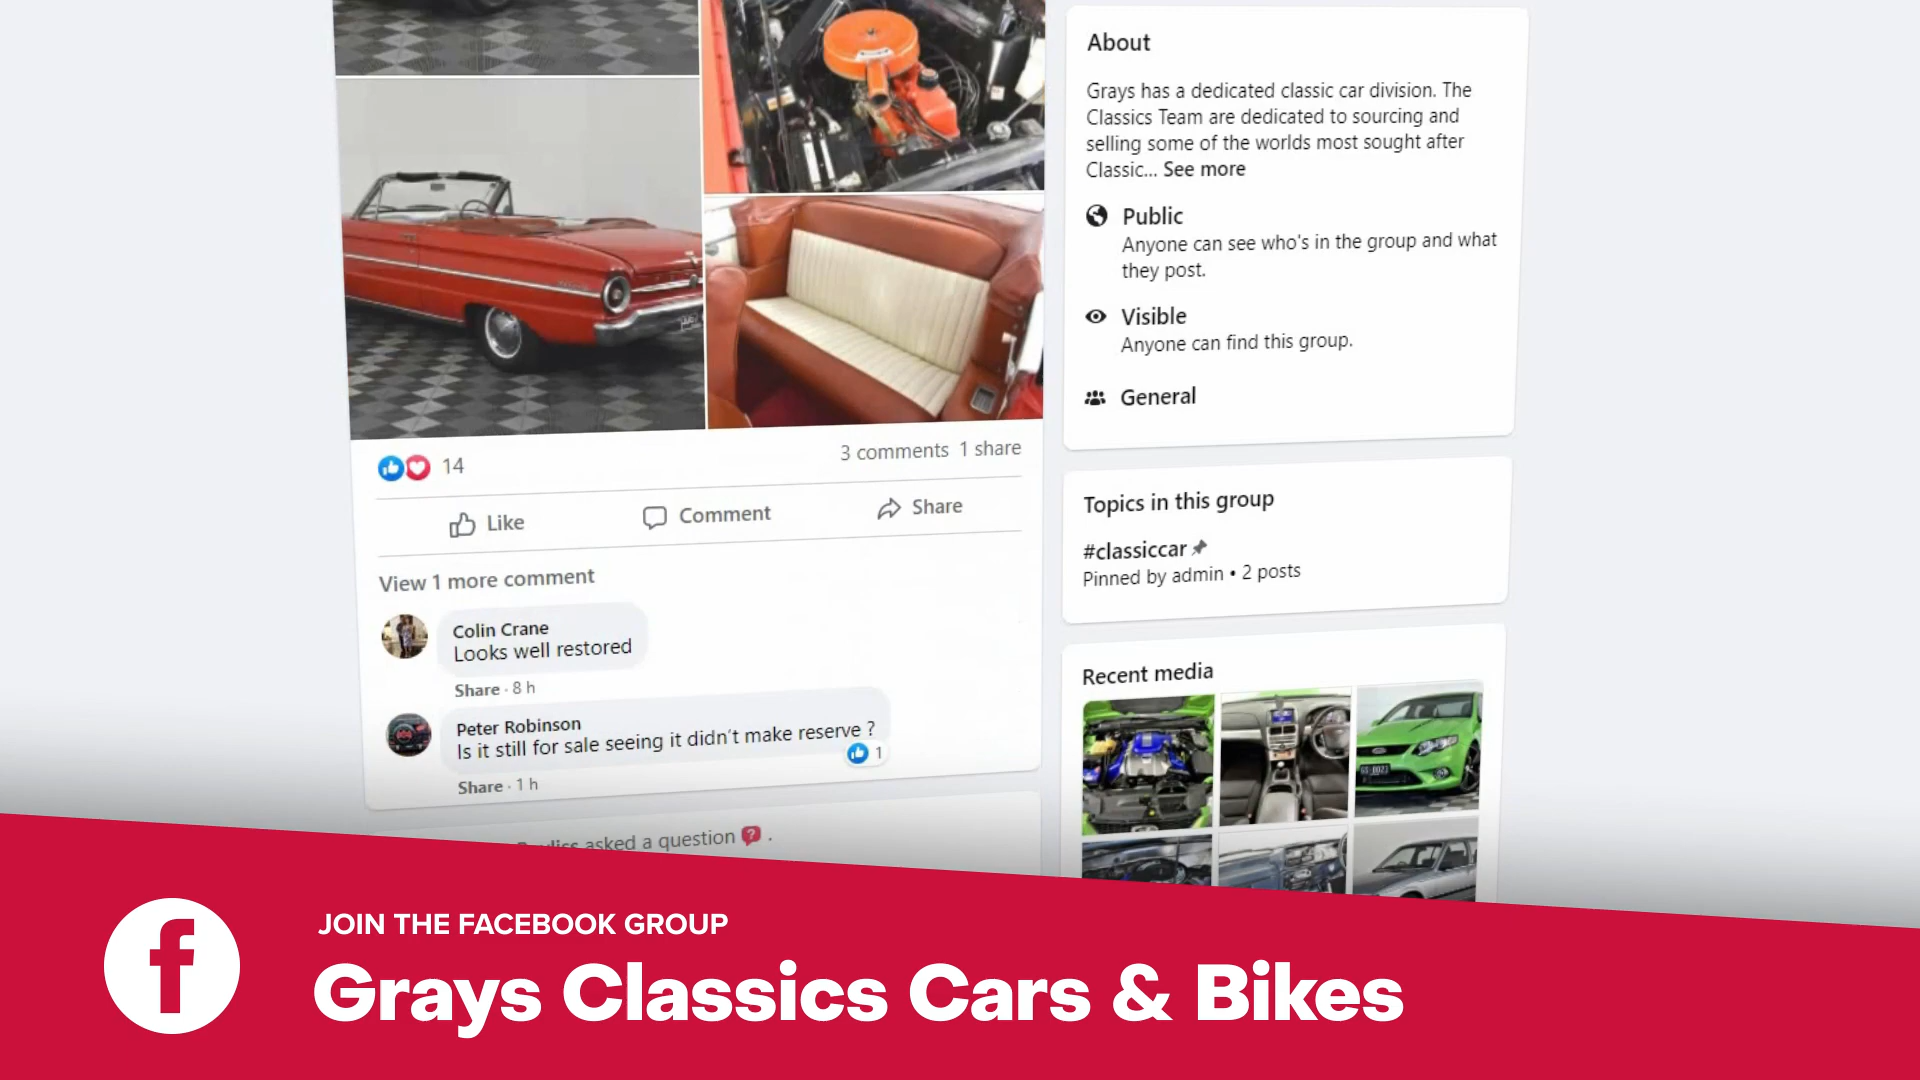 14
3 comments 1 share
Like
Comment
Share
View 1 more comment
Colin Crane
Looks well restored
Share · 8 h
Peter Robinson
Is it still for sale seeing it didn't make reserve ?
1
Share · 1 h
asked a question ? .
About
Grays has a dedicated classic car division. The
Classics Team are dedicated to sourcing and
selling some of the worlds most sought after
Classic... See more
Public
Anyone can see who's in the group and what
they post.
Visible
Anyone can find this group.
General
Topics in this group
#classiccar
Pinned by admin • 2 posts
Recent media
f
JOIN THE FACEBOOK GROUP
Grays Classics Cars & Bikes